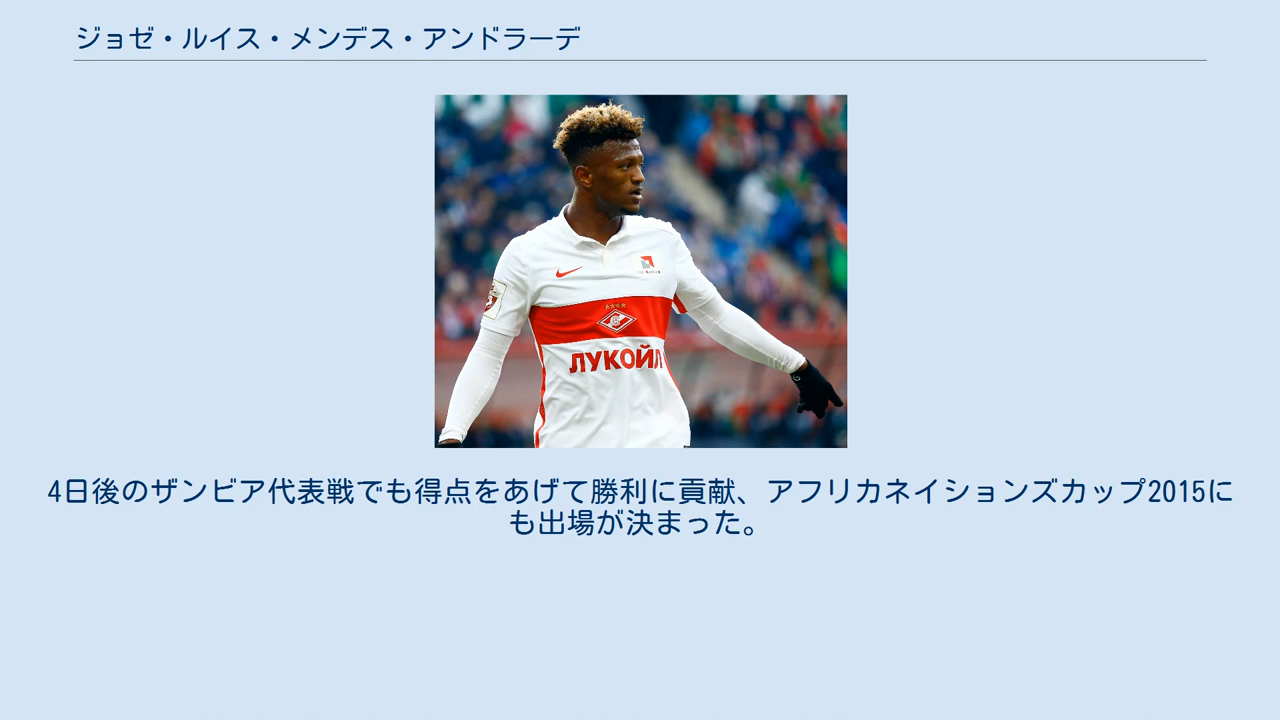 ジョゼ・ルイス・メンデス・アンドラーデ
ЛУКОЙЛ
4日後のザンビア代表戦でも得点をあげて勝利に貢献、アフリカネイションズカップ2015に
も出場が決まった。